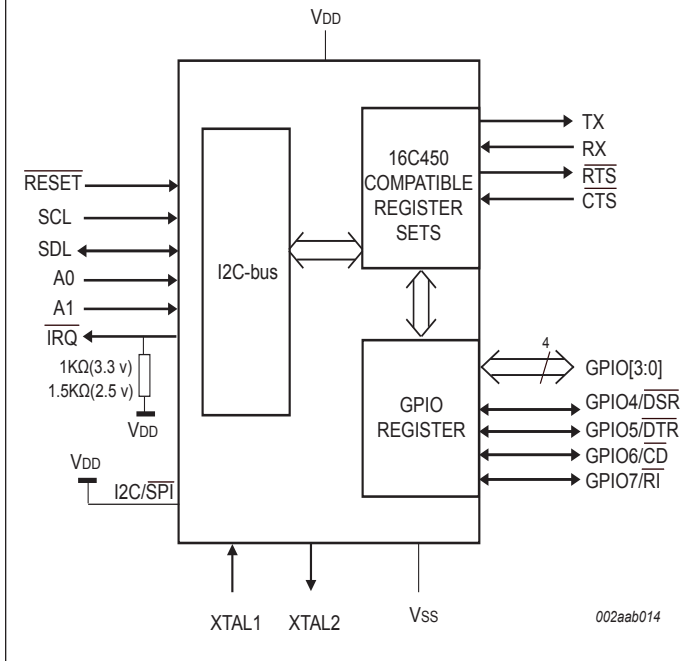 VDD
RESET
SCL
SDL
A0
A1
IRQ
1KΩ(3.3 v)
1.5KΩ(2.5 v)
VDD
VDD
I2C/SPI
I2C-bus
16C450
COMPATIBLE
REGISTER
SETS
TX
RX
RTS
CTS
GPIO
REGISTER
4
GPIO[3:0]
GPIO4/DSR
GPIO5/DTR
GPIO6/CD
GPIO7/RI
XTAL1
XTAL2
VSS
002aab014